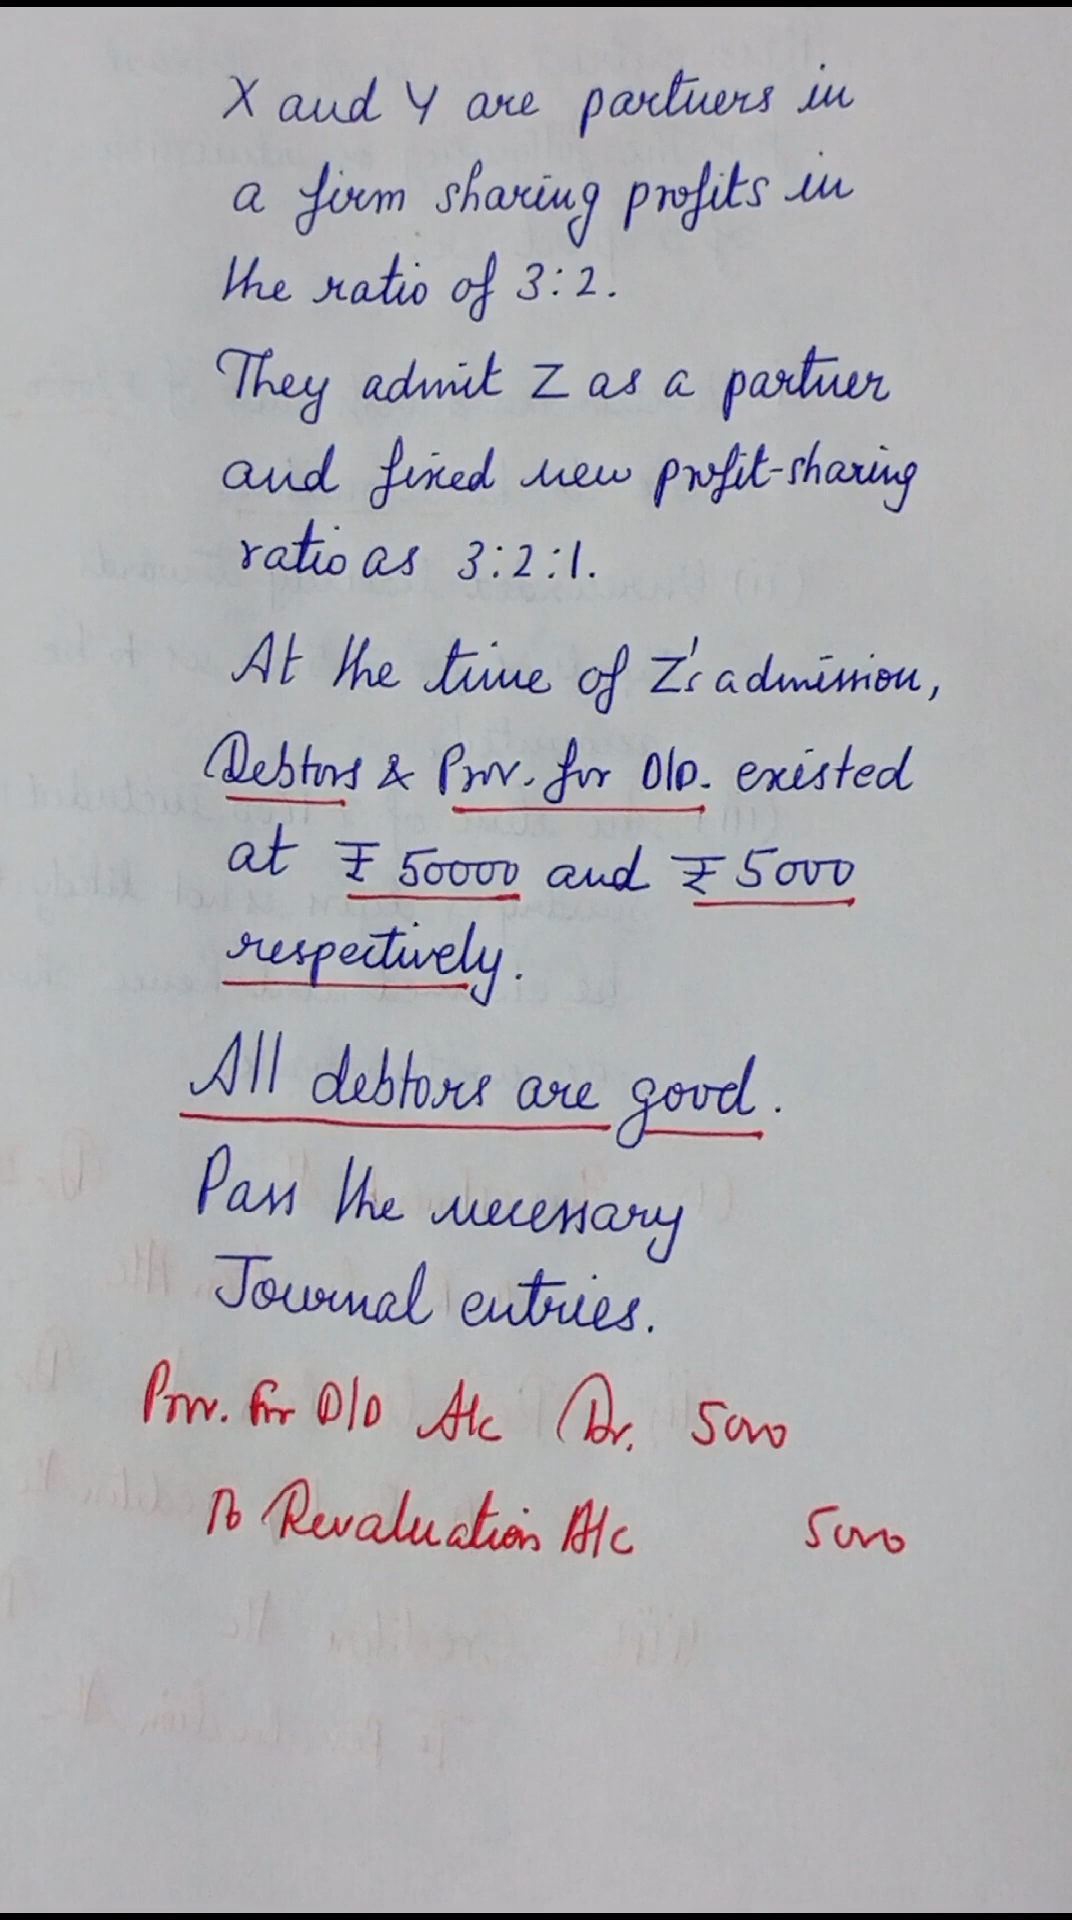 X and Y are partners in
a firm sharing profits in
the ratio of 3:2.
They admit Z as a partner
and fixed new profit-sharing
ratio as 3:2:1.
At the time of Z's admission,
Debtors & Prov. for D/D. existed
at ₹ 50000 and ₹ 5000
respectively.
All debtors are good.
Pass the necessary
Journal entries.
Prov. for D/D A/c Dr. 5000
To Revaluation A/c 5000